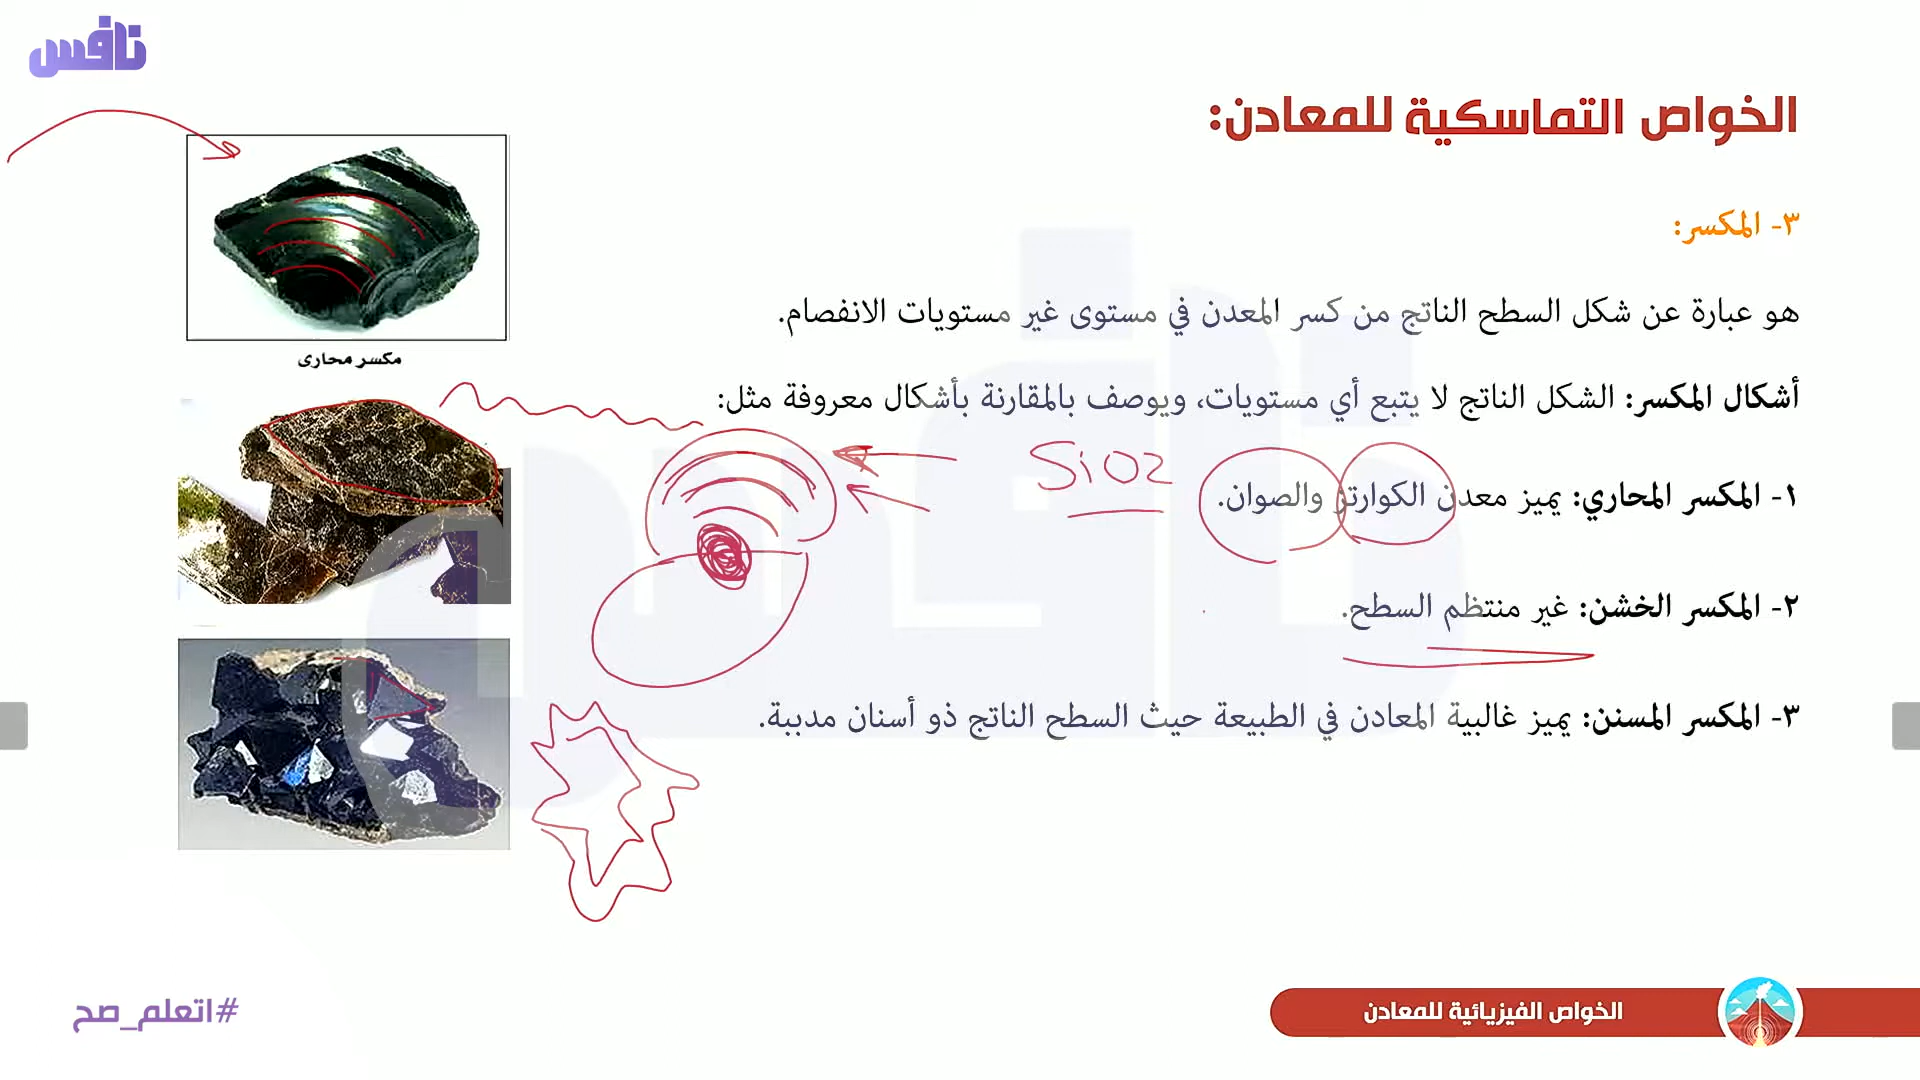 نافس
الخواص التماسكية للمعادن:
٣- المكسر:
هو عبارة عن شكل السطح الناتج من كسر المعدن في مستوى غير مستويات الانفصام.
أشكال المكسر: الشكل الناتج لا يتبع أي مستويات، ويوصف بالمقارنة بأشكال معروفة مثل:
SiO2
١- المكسر المحاري: يميز معدن الكوارتز والصوان.
٢- المكسر الخشن: غير منتظم السطح.
٣- المكسر المسنن: يميز غالبية المعادن في الطبيعة حيث السطح الناتج ذو أسنان مدببة.
مكسر محارى
الخواص الفيزيائية للمعادن
#اتعلم_صح